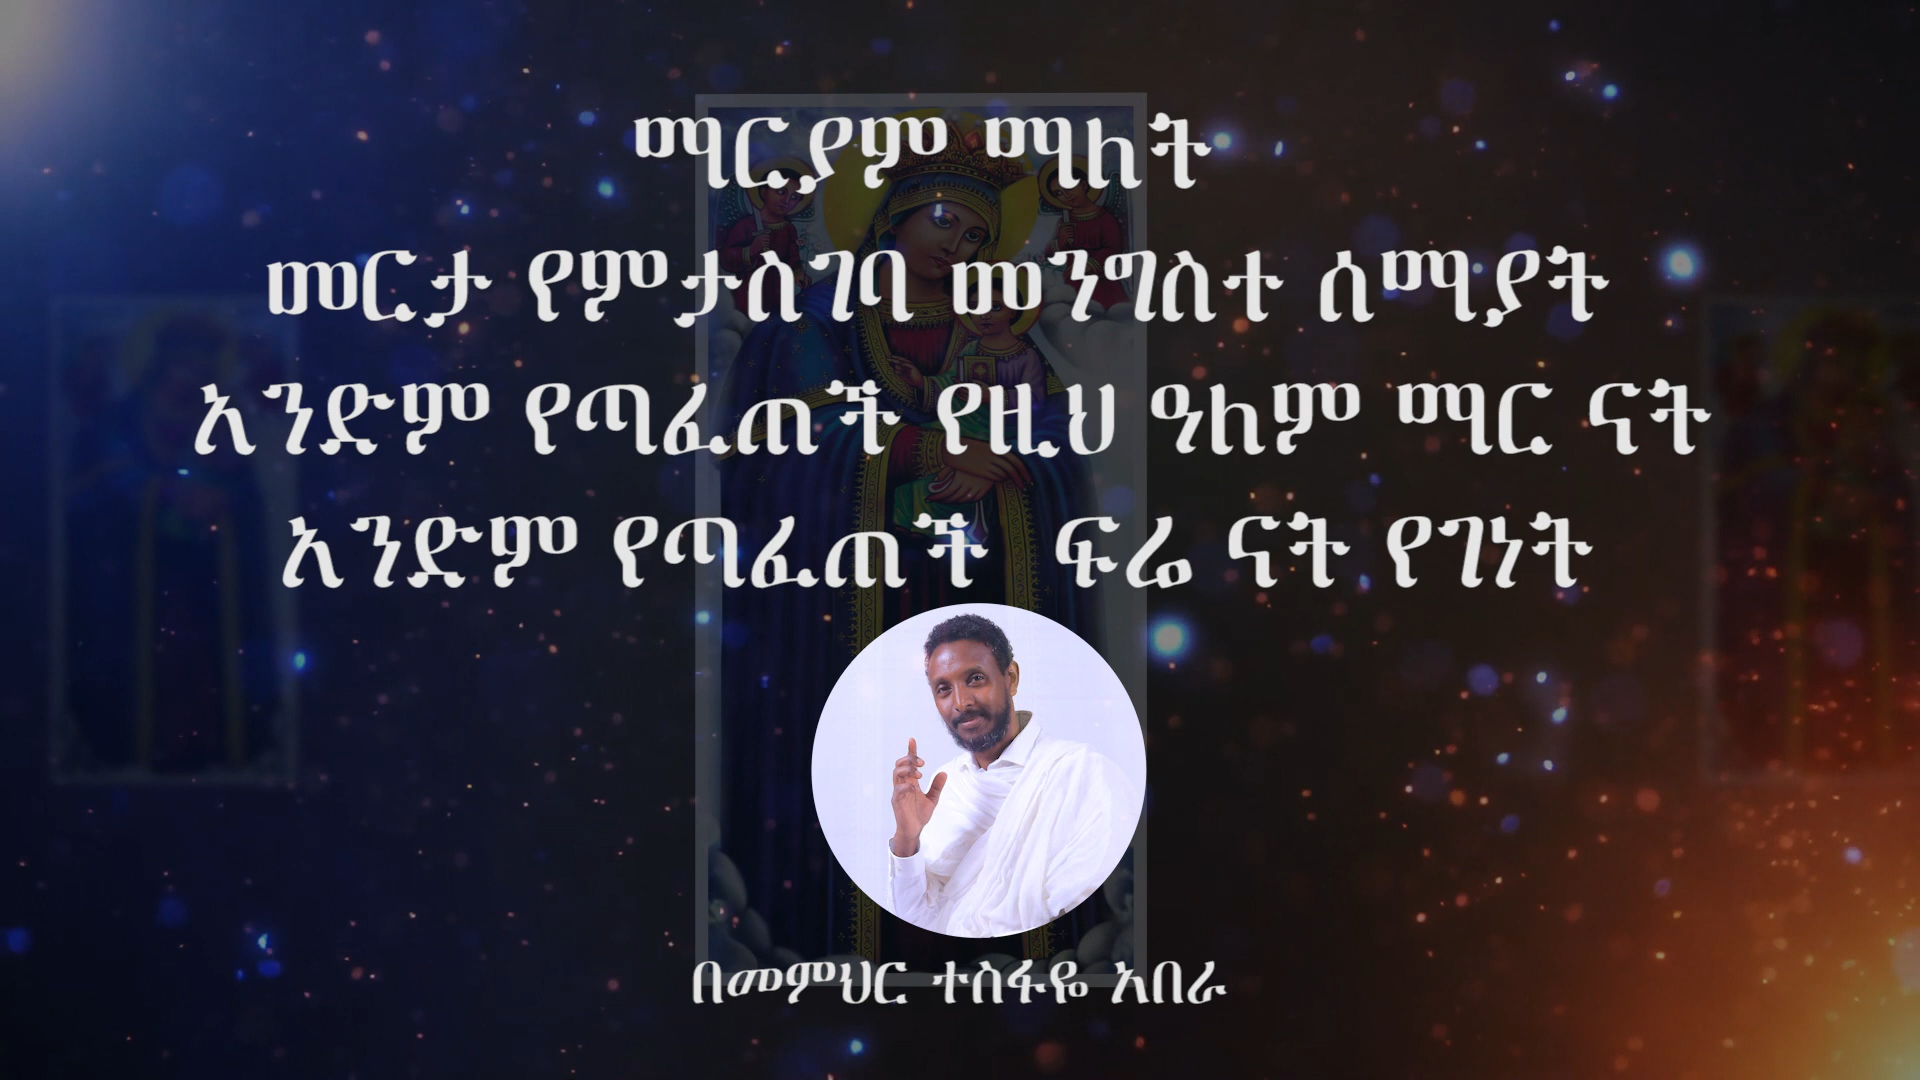 ማርያም ማለት
መርታ የምታስገባ መንግስተ ሰማያት
አንድም የጣፈጠች የዚህ ዓለም ማር ናት
አንድም የጣፈጠች ፍሬ ናት የገነት
በመምህር ተስፋዬ አበራ